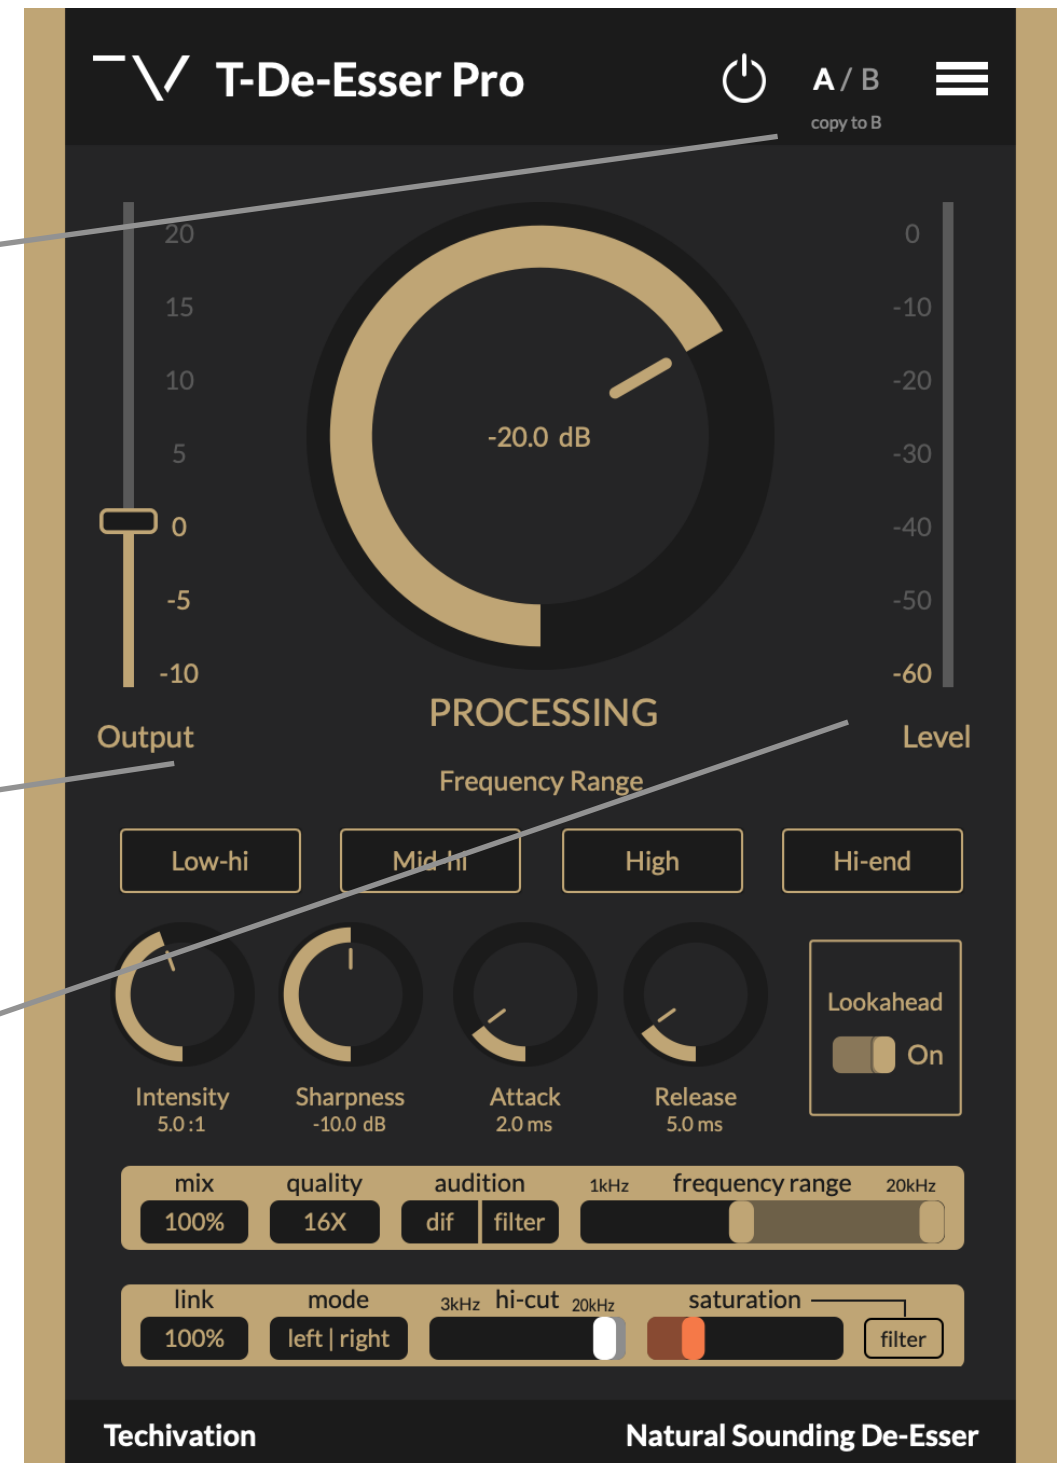 T-De-Esser Pro
A / B
copy to B
20
15
10
5
0
-5
-10
Output
-20.0 dB
PROCESSING
0
-10
-20
-30
-40
-50
-60
Level
Frequency Range
Low-hi Mid-hi High Hi-end
Intensity
5.0 :1
Sharpness
-10.0 dB
Attack
2.0 ms
Release
5.0 ms
Lookahead
On
mix quality audition 1kHz frequency range 20kHz
100% 16X dif filter
link mode 3kHz hi-cut 20kHz saturation
100% left | right filter
Techivation Natural Sounding De-Esser